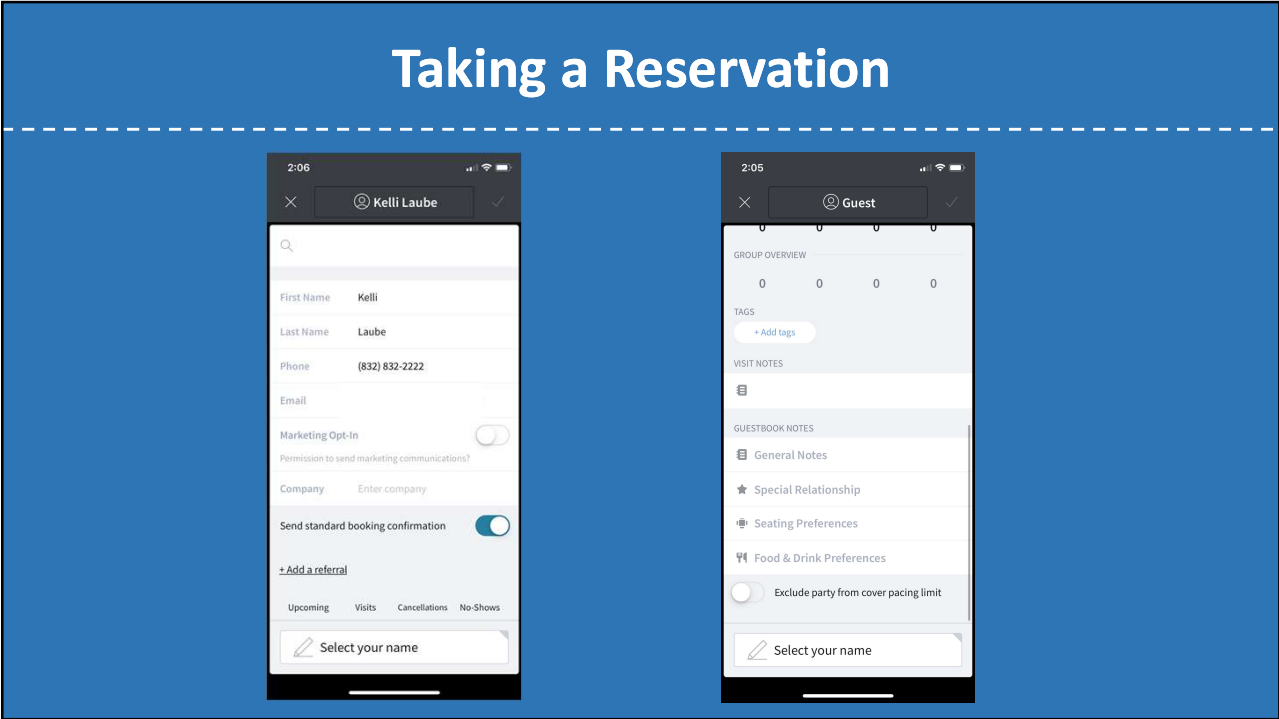 Taking a Reservation
2:06
Kelli Laube
First Name Kelli
Last Name Laube
Phone (832) 832-2222
Email
Marketing Opt-In
Permission to send marketing communications?
Company Enter company
Send standard booking confirmation
+ Add a referral
Upcoming Visits Cancellations No-Shows
Select your name
2:05
Guest
0 0 0 0
GROUP OVERVIEW
0 0 0 0
TAGS
+ Add tags
VISIT NOTES
GUESTBOOK NOTES
General Notes
Special Relationship
Seating Preferences
Food & Drink Preferences
Exclude party from cover pacing limit
Select your name